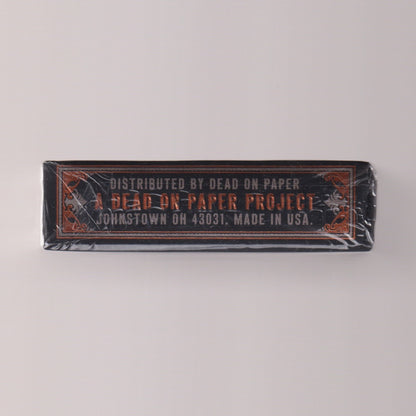 DISTRIBUTED BY DEAD ON PAPER
A DEAD ON PAPER PROJECT
JOHNSTOWN OH 43031. MADE IN USA.